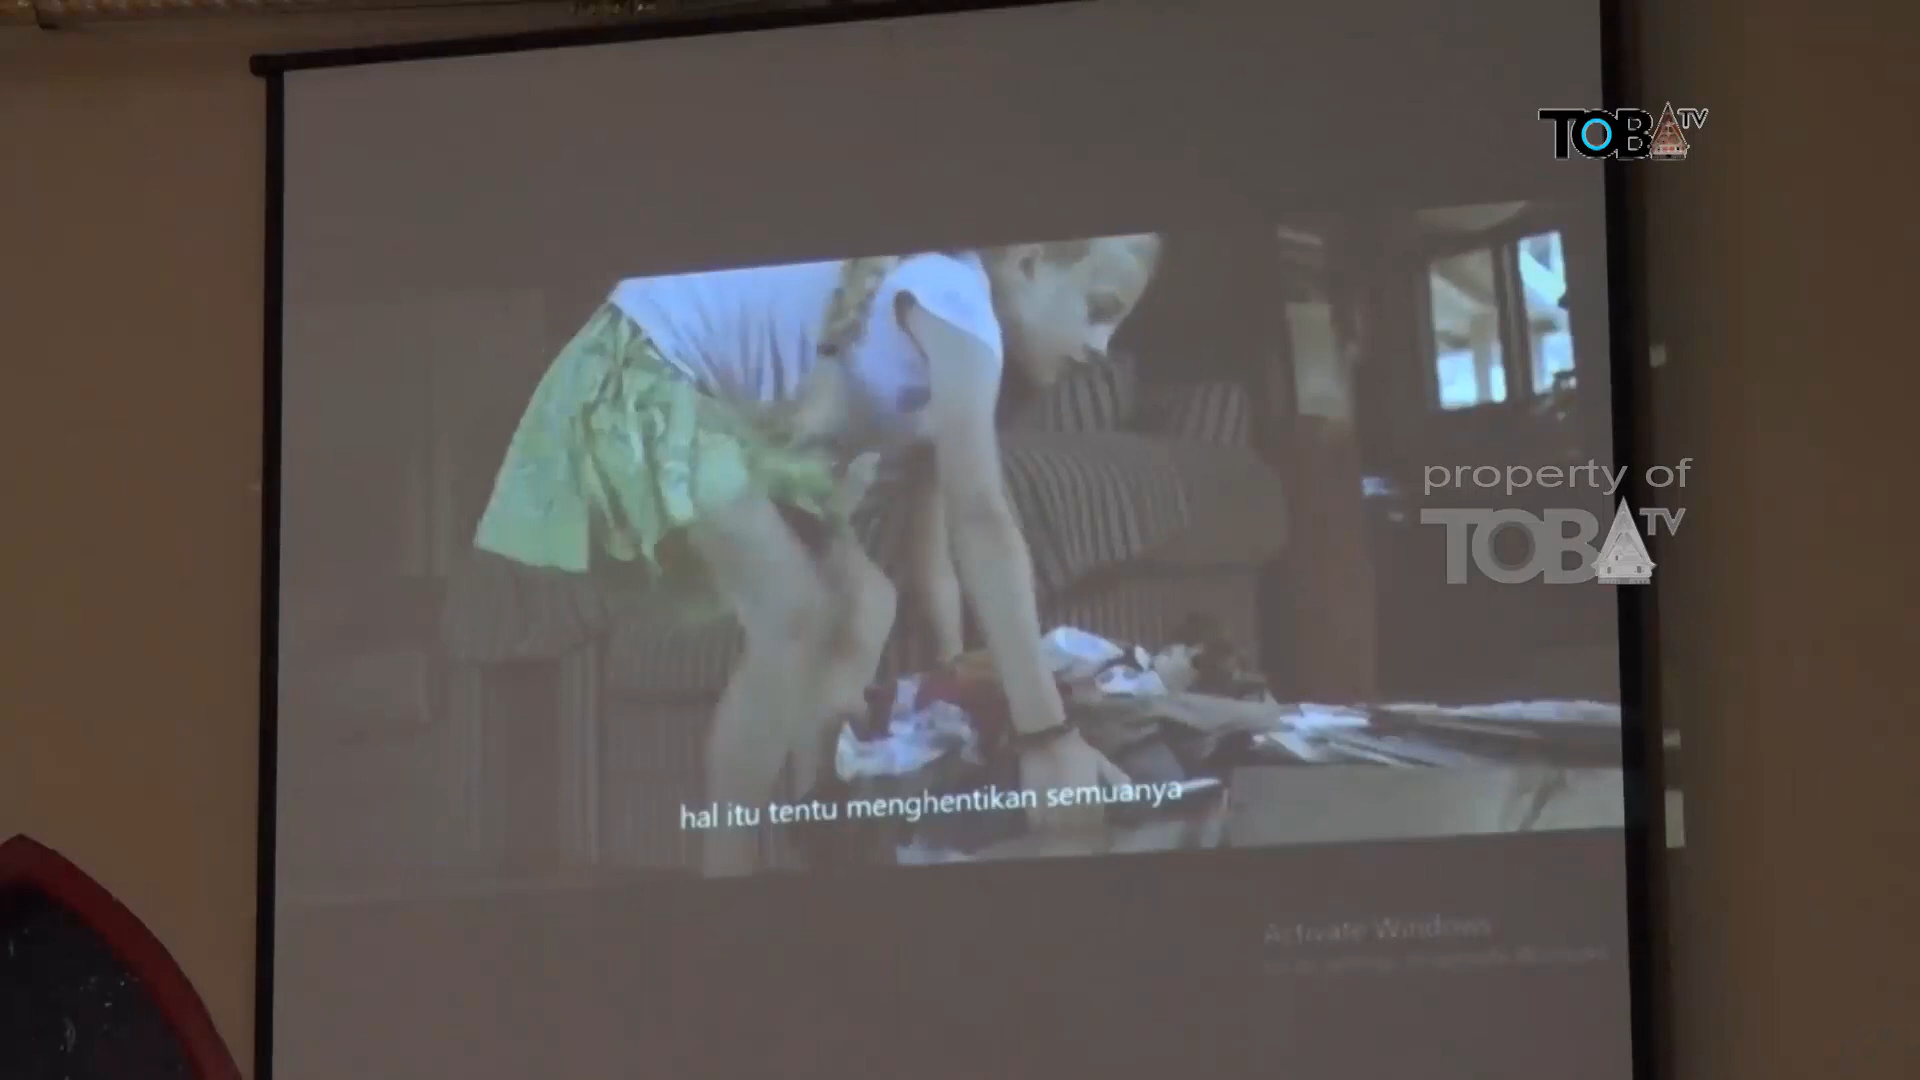 TOBA TV
property of
TOBA TV
hal itu tentu menghentikan semuanya
Activate Windows